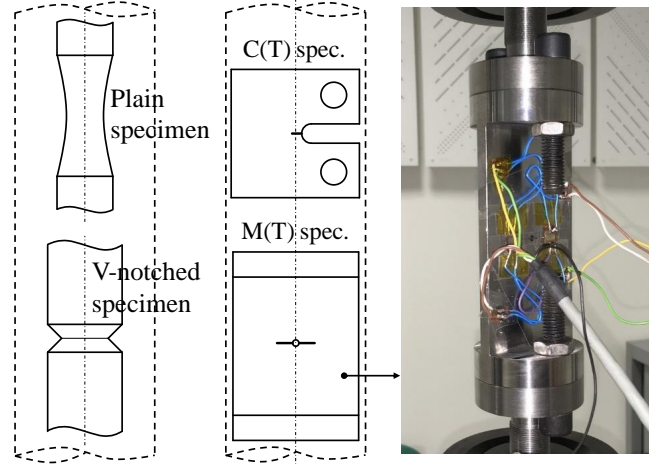 Plain
specimen
V-notched
specimen
C(T) spec.
M(T) spec.